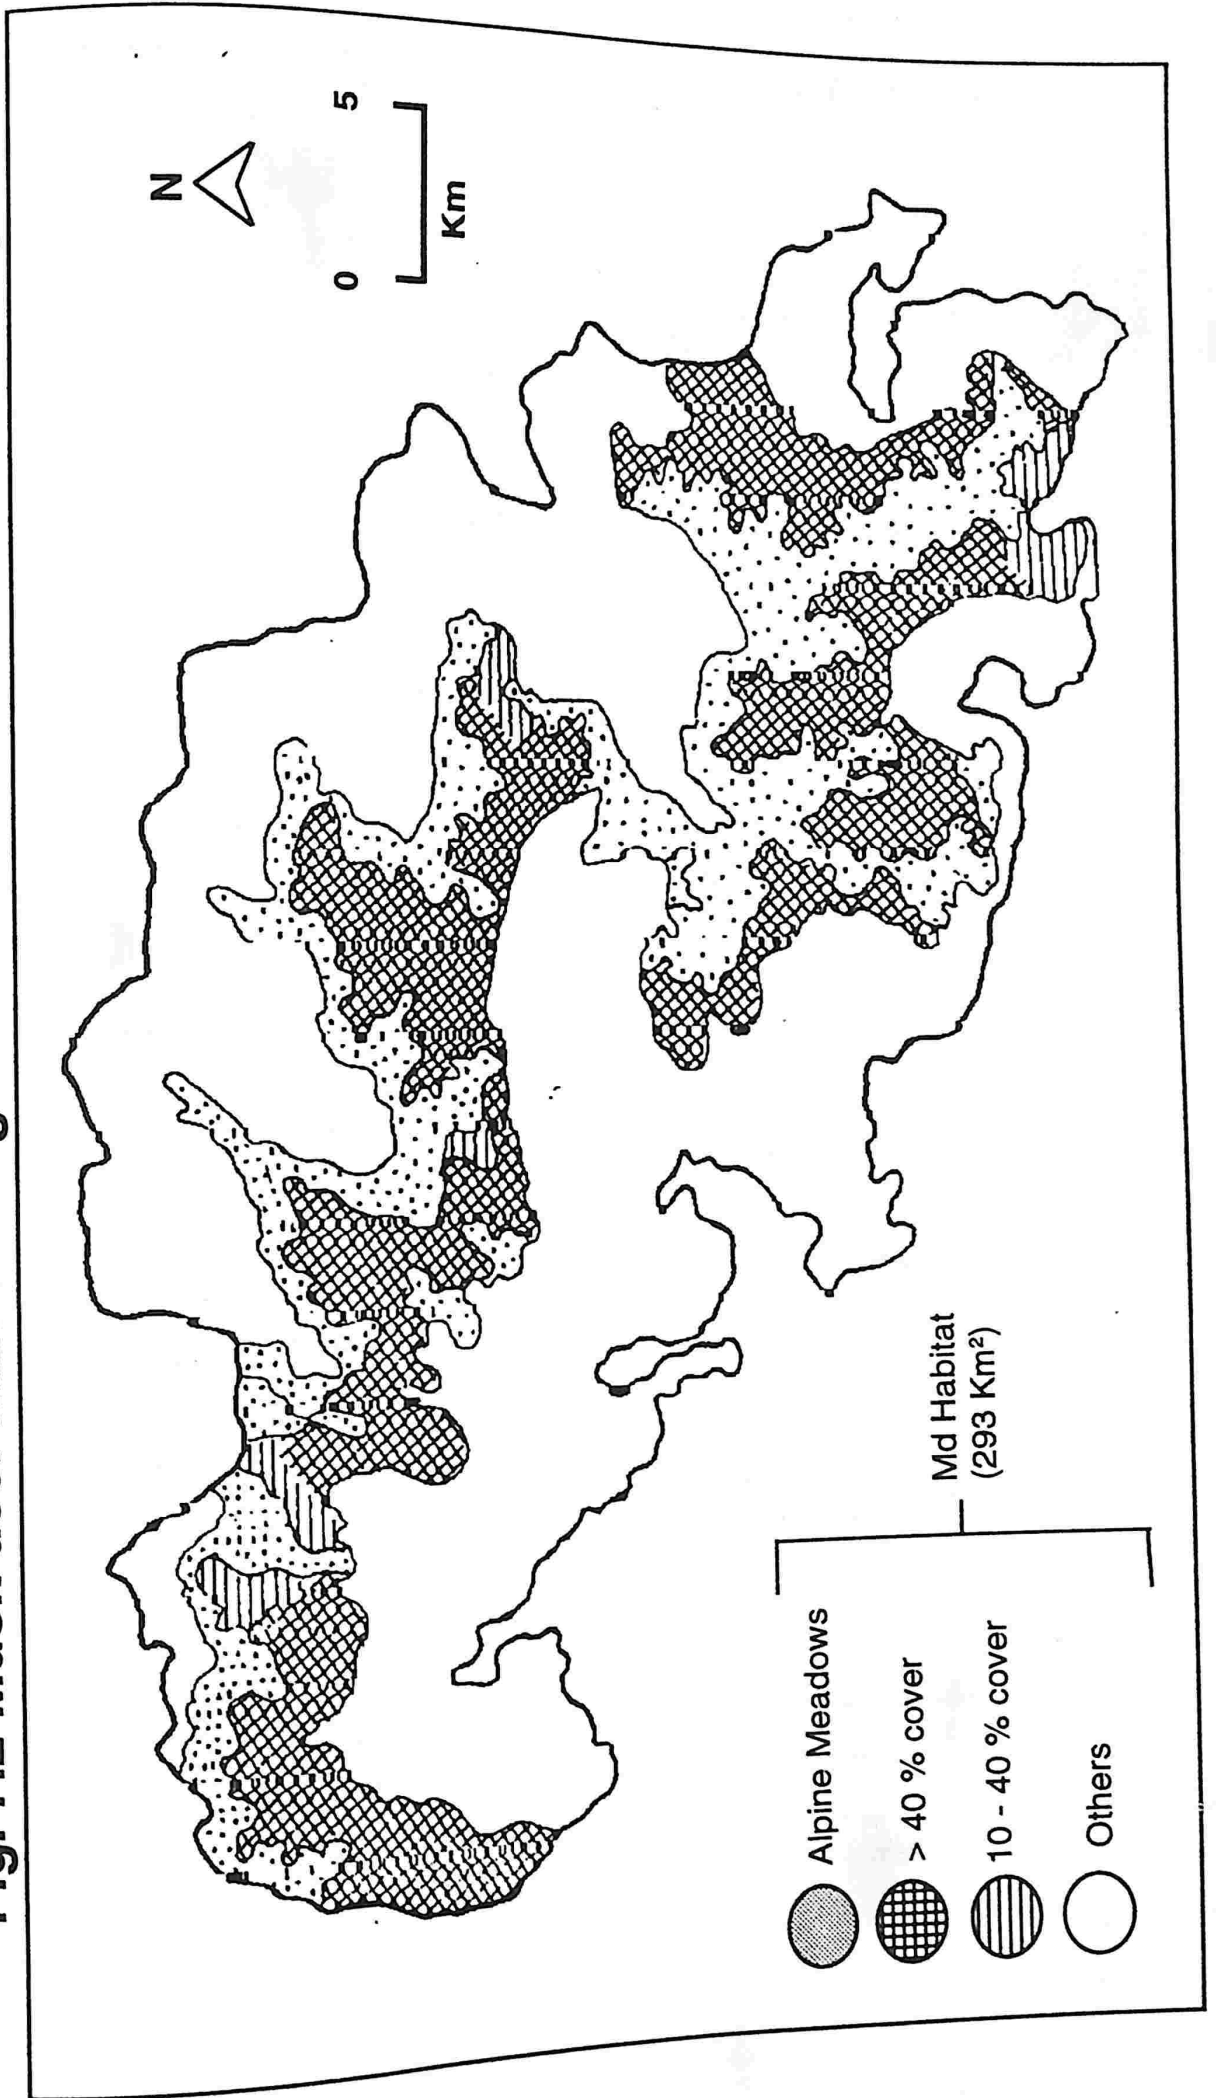 N
0 5
Km
Md Habitat
(293 Km²)
Alpine Meadows
> 40 % cover
10 - 40 % cover
Others